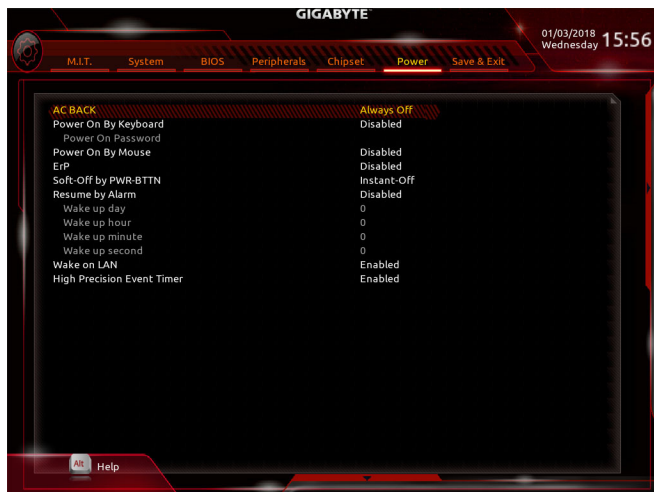 GIGABYTE™
01/03/2018
Wednesday 15:56
M.I.T. System BIOS Peripherals Chipset Power Save & Exit
AC BACK Always Off
Power On By Keyboard Disabled
Power On Password
Power On By Mouse Disabled
ErP Disabled
Soft-Off by PWR-BTTN Instant-Off
Resume by Alarm Disabled
Wake up day 0
Wake up hour 0
Wake up minute 0
Wake up second 0
Wake on LAN Enabled
High Precision Event Timer Enabled
Alt Help